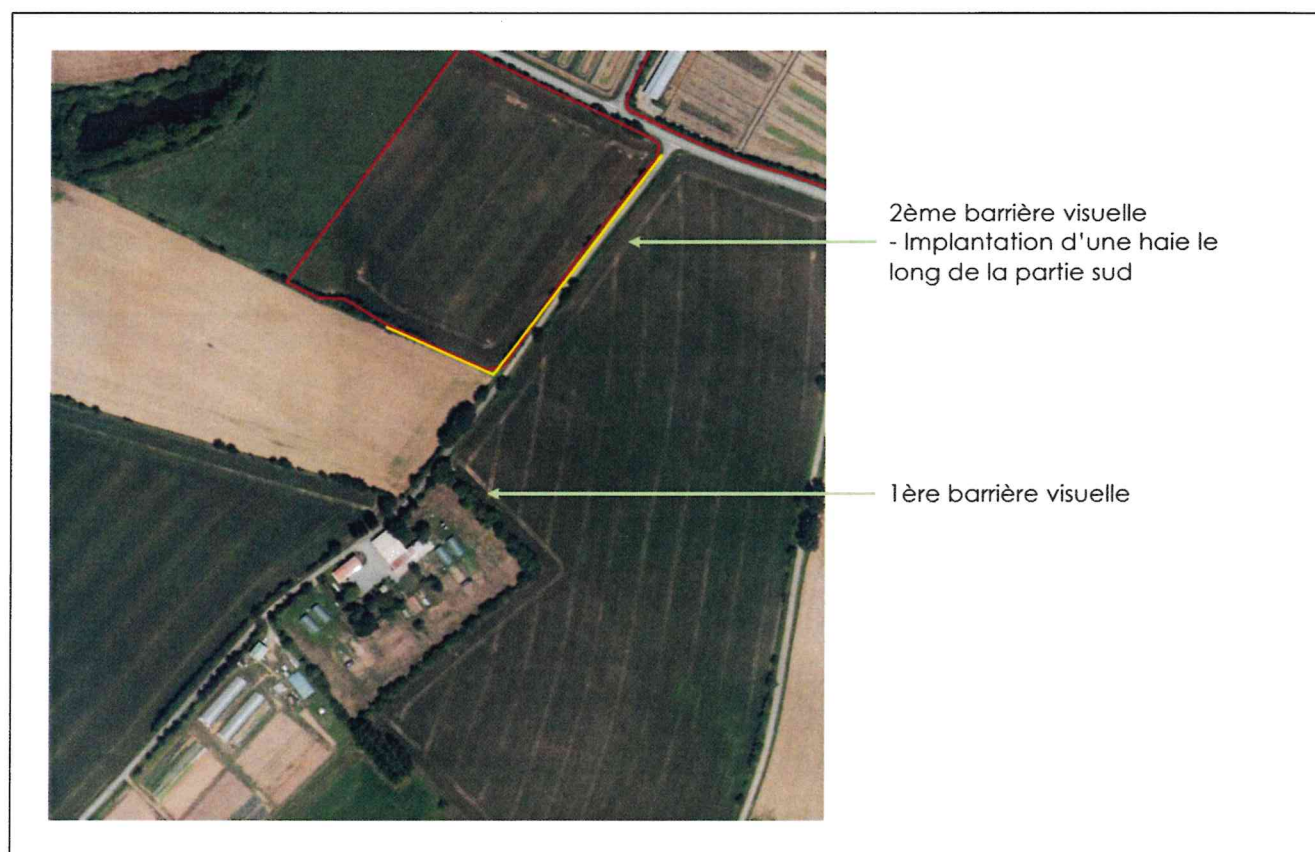 2ème barrière visuelle
- Implantation d'une haie le
long de la partie sud
1ère barrière visuelle